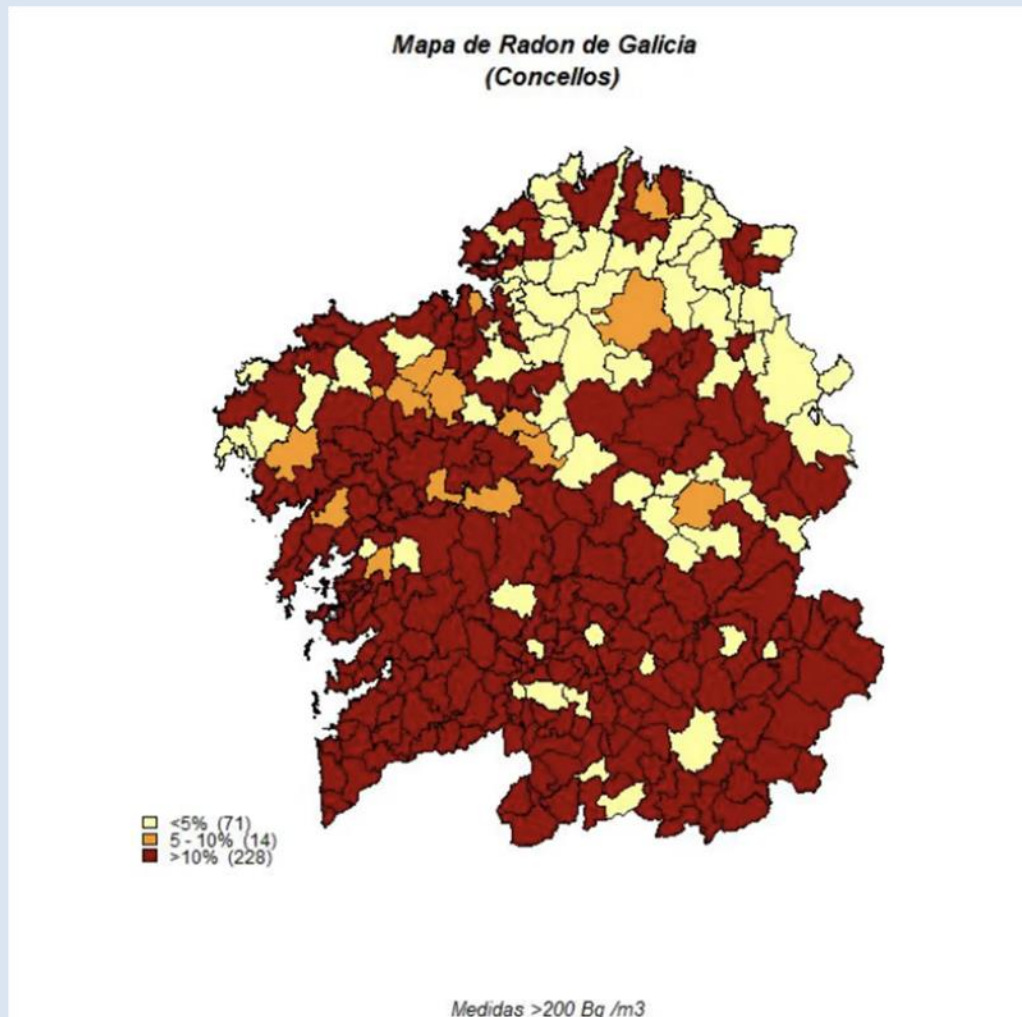 Mapa de Radon de Galicia
(Concellos)
<5% (71)
5 - 10% (14)
>10% (228)
Medidas >200 Bq /m3